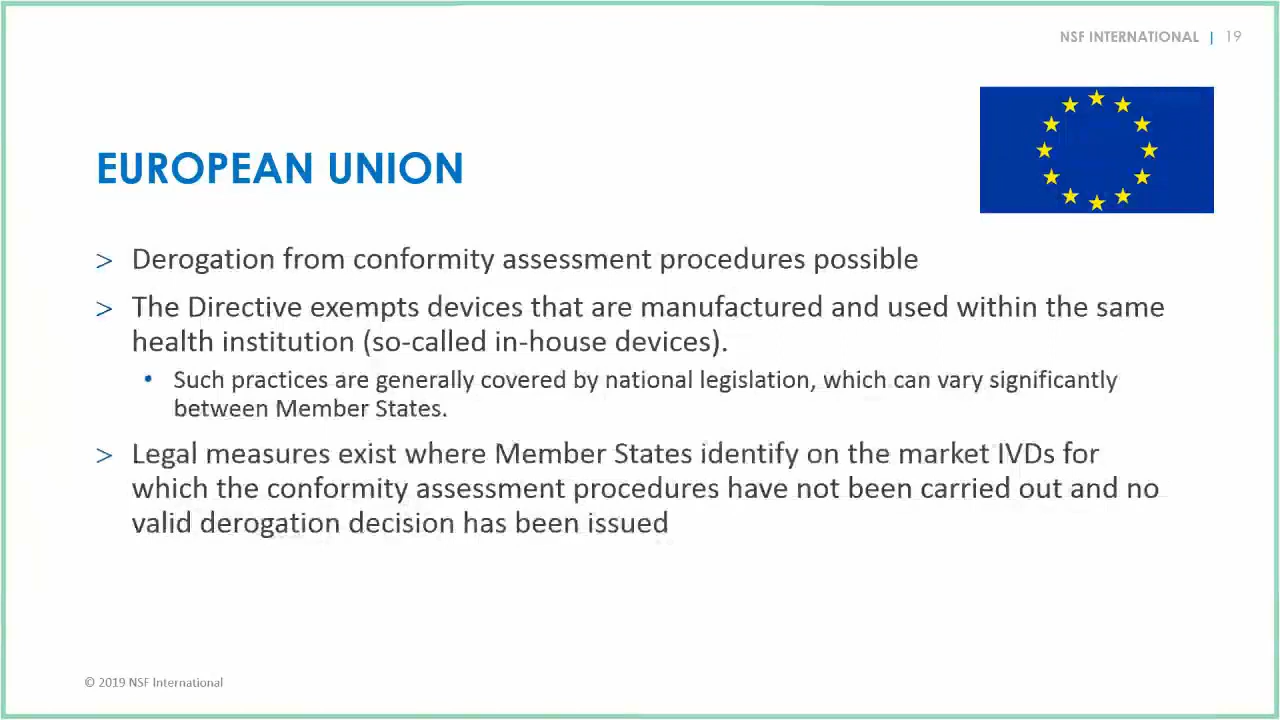 NSF INTERNATIONAL | 19
EUROPEAN UNION
> Derogation from conformity assessment procedures possible
> The Directive exempts devices that are manufactured and used within the same
health institution (so-called in-house devices).
• Such practices are generally covered by national legislation, which can vary significantly
between Member States.
> Legal measures exist where Member States identify on the market IVDs for
which the conformity assessment procedures have not been carried out and no
valid derogation decision has been issued
© 2019 NSF International